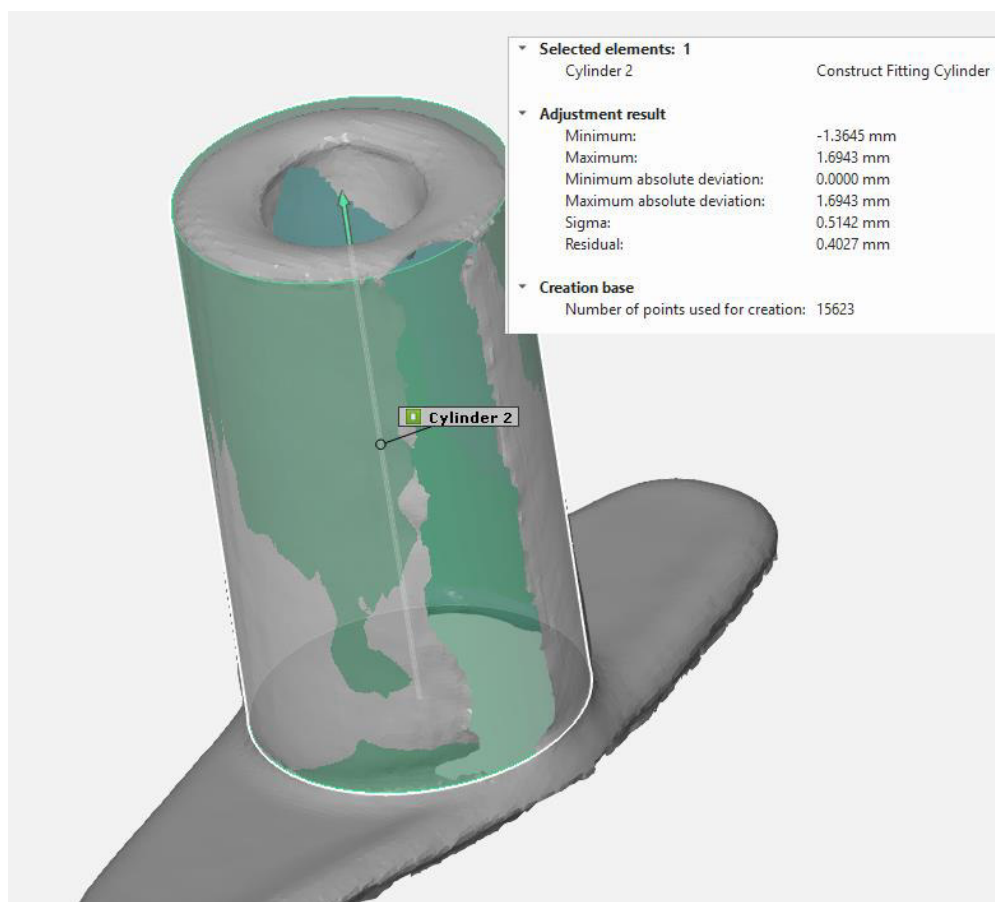 Selected elements: 1
Cylinder 2 Construct Fitting Cylinder
Adjustment result
Minimum: -1.3645 mm
Maximum: 1.6943 mm
Minimum absolute deviation: 0.0000 mm
Maximum absolute deviation: 1.6943 mm
Sigma: 0.5142 mm
Residual: 0.4027 mm
Creation base
Number of points used for creation: 15623
Cylinder 2